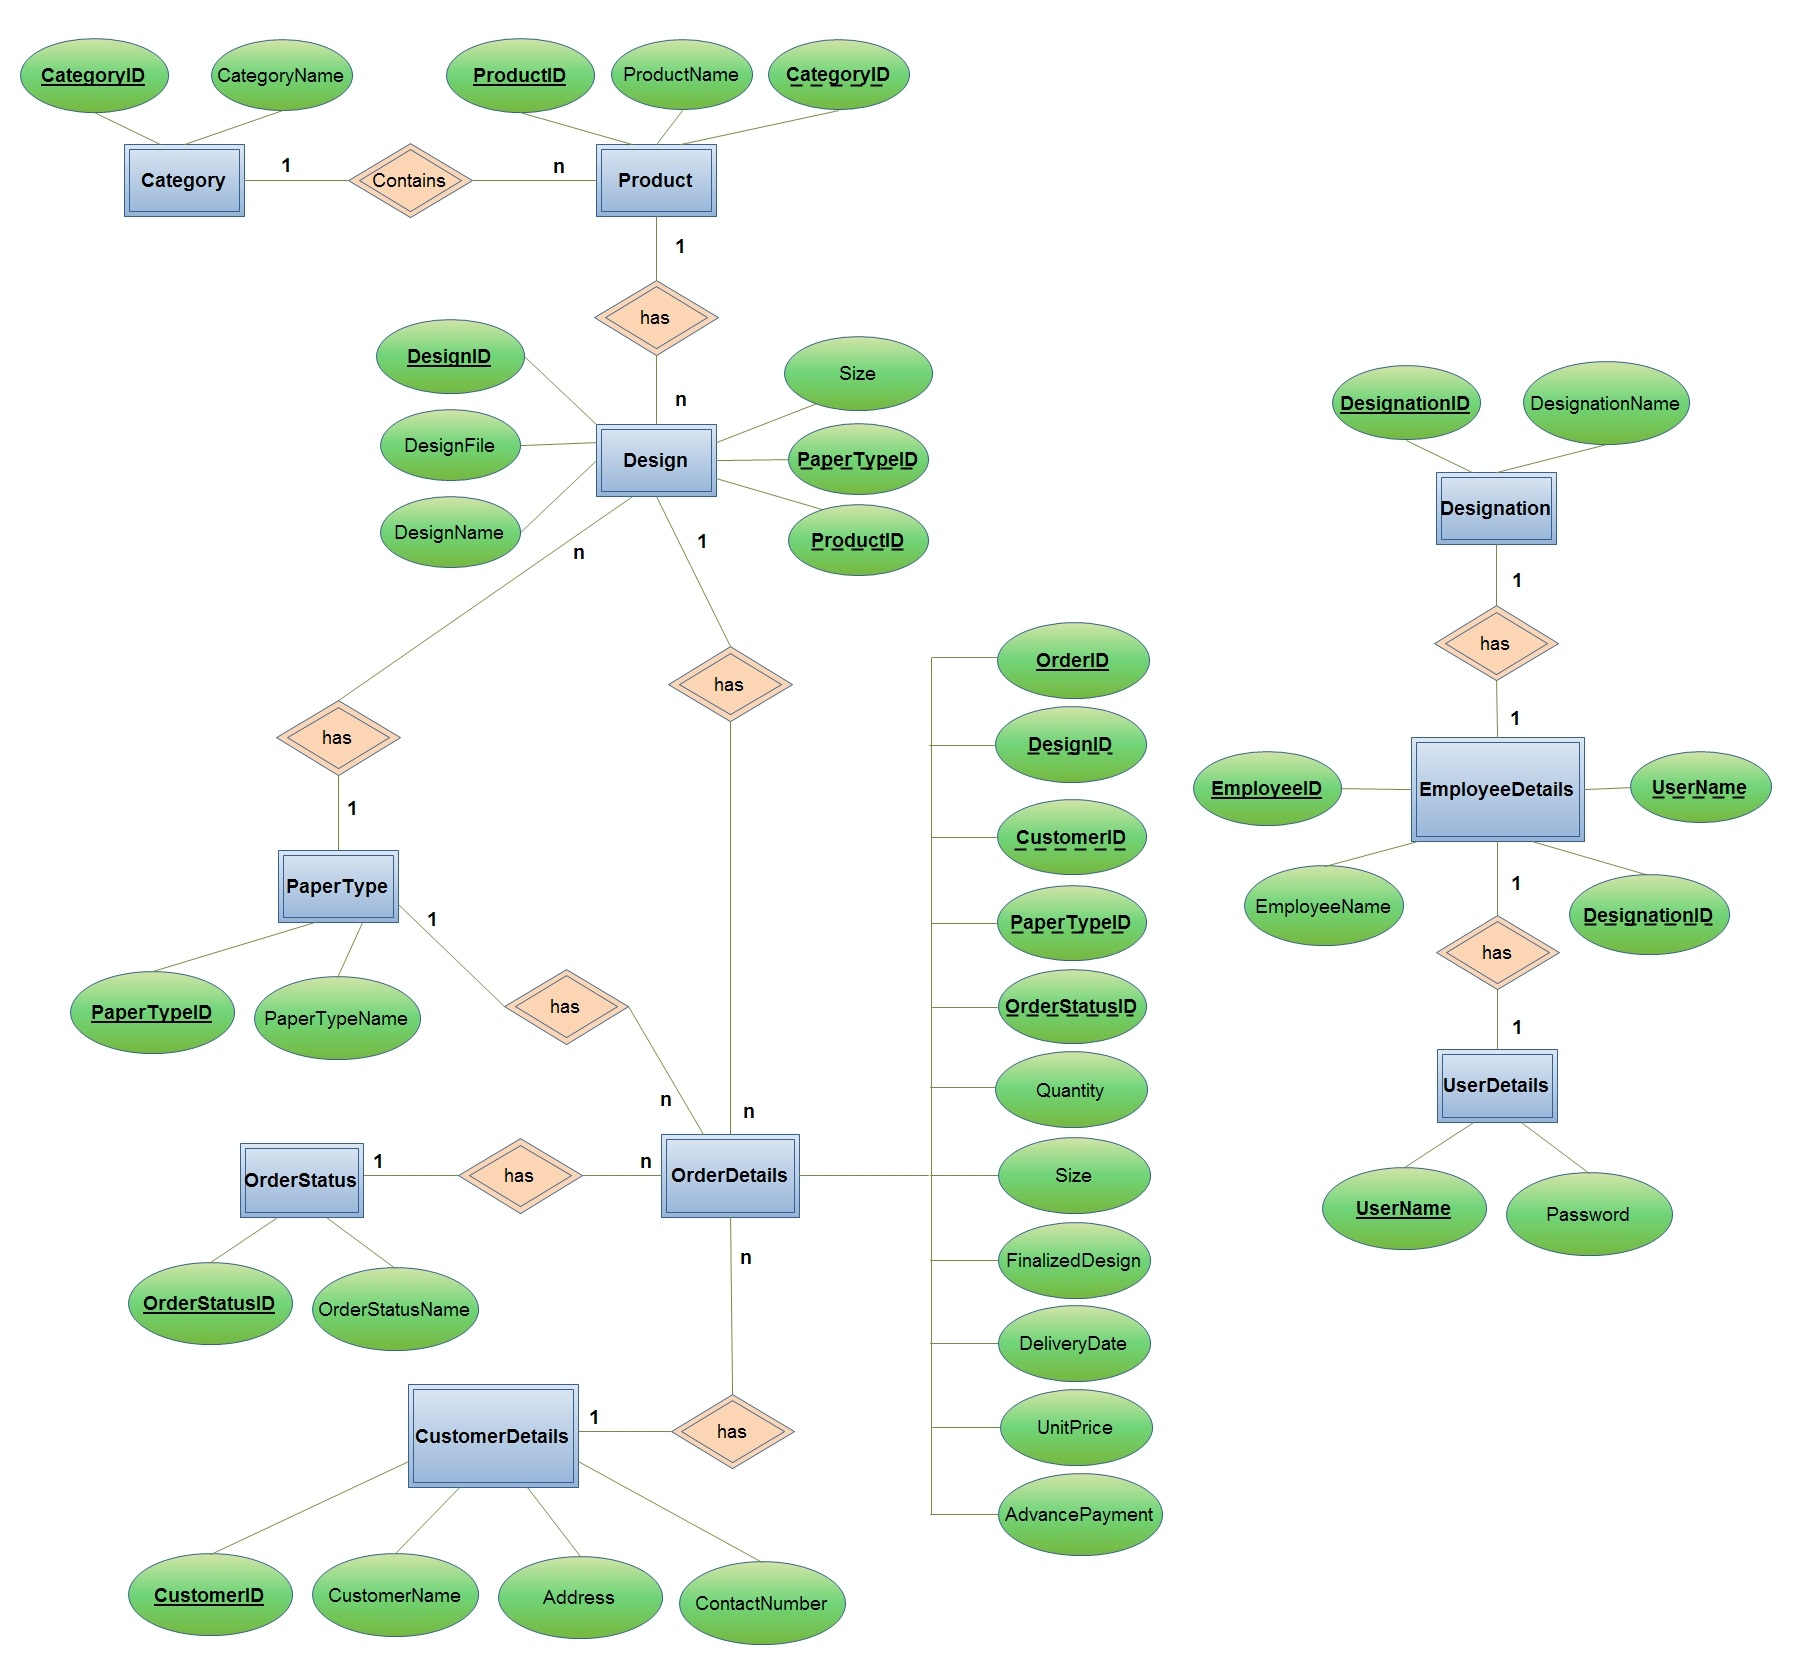 CategoryID
CategoryName
ProductID
ProductName
CategoryID
Category
1
Contains
n
Product
1
has
n
DesignID
DesignFile
DesignName
Design
Size
PaperTypeID
ProductID
n
1
has
has
1
PaperType
1
PaperTypeID
PaperTypeName
has
n
n
OrderStatus
1
has
n
OrderDetails
OrderStatusID
OrderStatusName
n
CustomerDetails
1
has
CustomerID
CustomerName
Address
ContactNumber
OrderID
DesignID
CustomerID
PaperTypeID
OrderStatusID
Quantity
Size
FinalizedDesign
DeliveryDate
UnitPrice
AdvancePayment
DesignationID
DesignationName
Designation
1
has
1
EmployeeID
EmployeeDetails
UserName
EmployeeName
1
DesignationID
has
1
UserDetails
UserName
Password